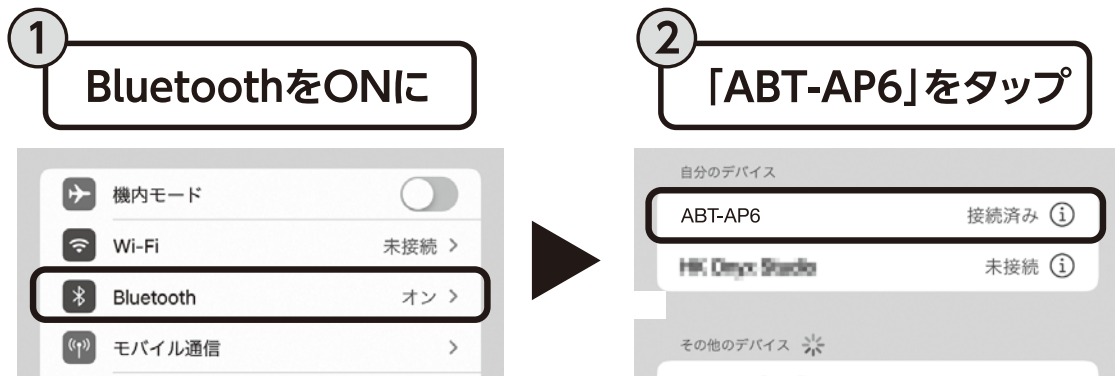 1
BluetoothをONに
機内モード
Wi-Fi 未接続
Bluetooth オン
モバイル通信
2
「ABT-AP6」をタップ
自分のデバイス
ABT-AP6 接続済み
未接続
その他のデバイス